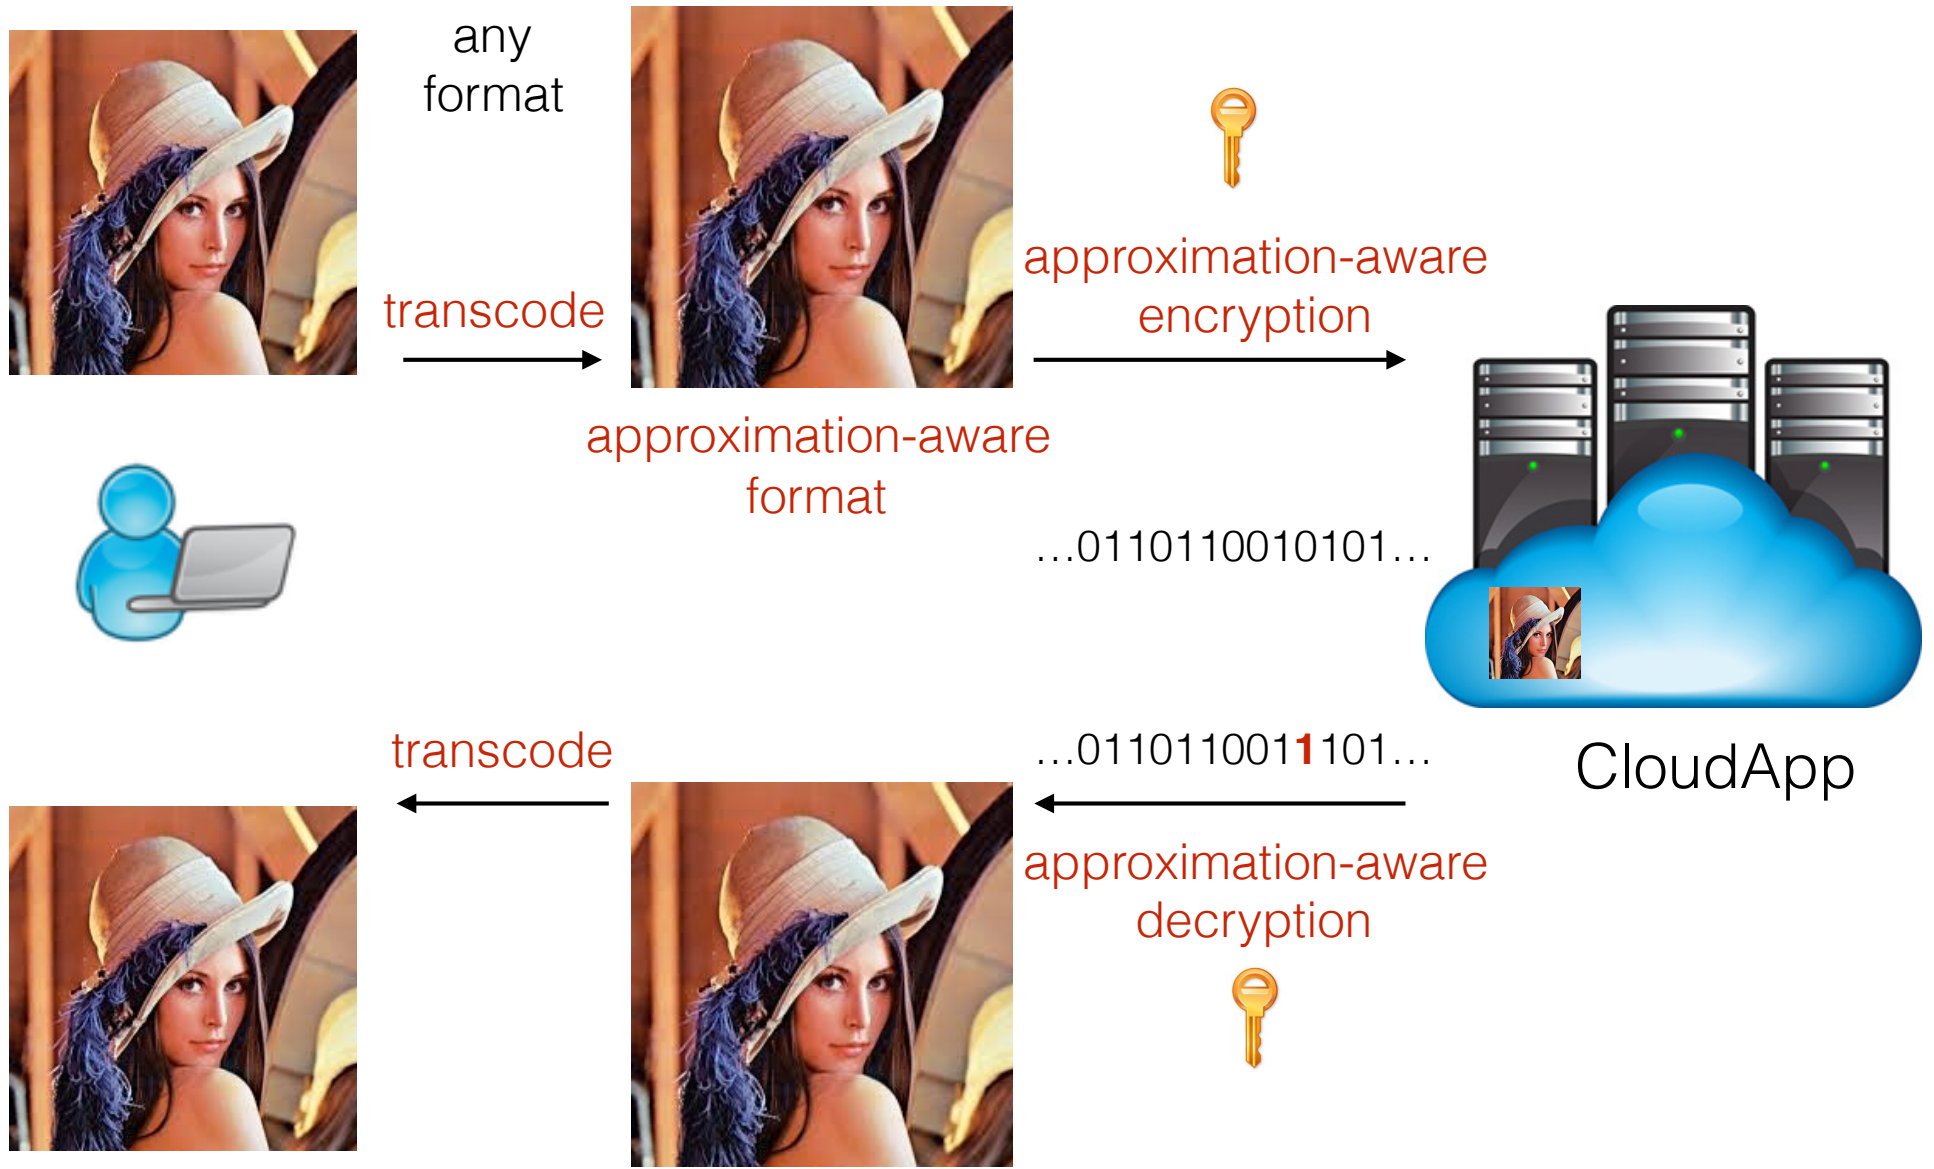 any
format
transcode
approximation-aware
encryption
approximation-aware
format
...0110110010101...
...0110110011101...
transcode
CloudApp
approximation-aware
decryption